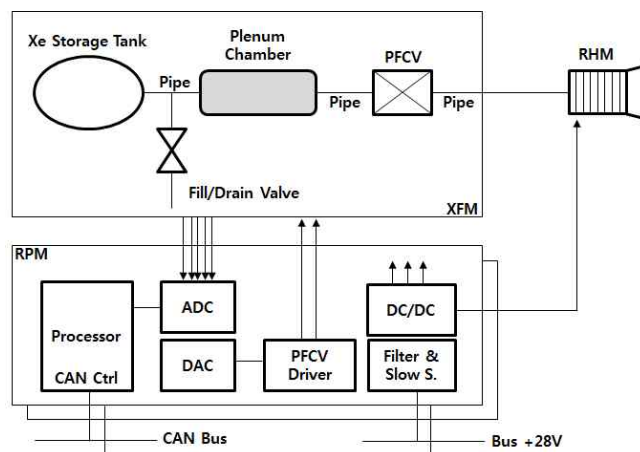 Xe Storage Tank
Plenum
Chamber
PFCV
RHM
Pipe
Pipe
Pipe
Fill/Drain Valve
XFM
RPM
Processor
CAN Ctrl
ADC
DAC
PFCV
Driver
DC/DC
Filter &
Slow S.
CAN Bus
Bus +28V